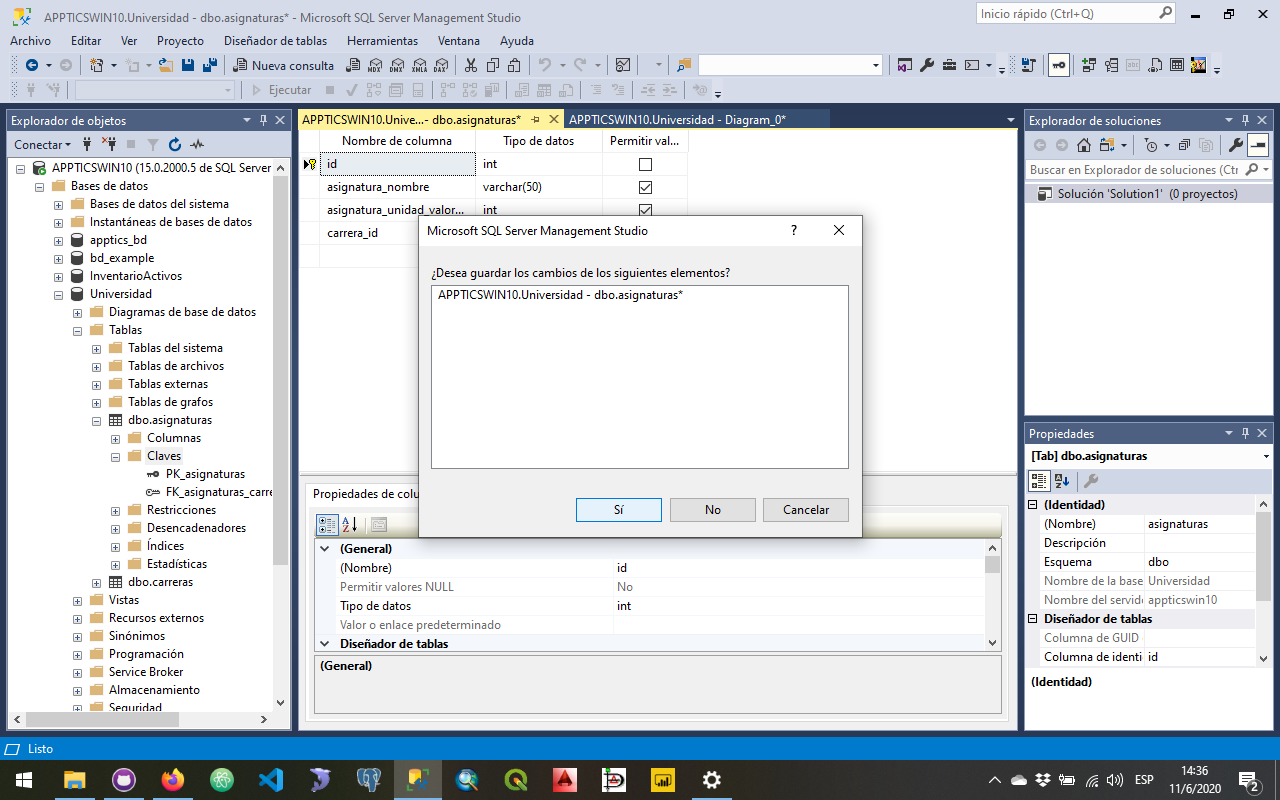 APPTICSWIN10.Universidad - dbo.asignaturas* - Microsoft SQL Server Management Studio
Inicio rápido (Ctrl+Q)
Archivo Editar Ver Proyecto Diseñador de tablas Herramientas Ventana Ayuda
Nueva consulta
MDX DMX XMLA DAX
Ejecutar
Explorador de objetos
Conectar
APPTICSWIN10 (15.0.2000.5 de SQL Server
Bases de datos
Bases de datos del sistema
Instantáneas de bases de datos
apptics_bd
bd_example
InventarioActivos
Universidad
Diagramas de base de datos
Tablas
Tablas del sistema
Tablas de archivos
Tablas externas
Tablas de grafos
dbo.asignaturas
Columnas
Claves
PK_asignaturas
FK_asignaturas_carre
Restricciones
Desencadenadores
Índices
Estadísticas
dbo.carreras
Vistas
Recursos externos
Sinónimos
Programación
Service Broker
Almacenamiento
Seguridad
APPTICSWIN10.Unive...- dbo.asignaturas*
APPTICSWIN10.Universidad - Diagram_0*
Nombre de columna Tipo de datos Permitir val...
id int
asignatura_nombre varchar(50)
asignatura_unidad_valor... int
carrera_id
Microsoft SQL Server Management Studio
?
¿Desea guardar los cambios de los siguientes elementos?
APPTICSWIN10.Universidad - dbo.asignaturas*
Sí No Cancelar
Propiedades de colu
(General)
(Nombre) id
Permitir valores NULL No
Tipo de datos int
Valor o enlace predeterminado
Diseñador de tablas
(General)
Explorador de soluciones
Buscar en Explorador de soluciones (Ctr
Solución 'Solution1' (0 proyectos)
Propiedades
[Tab] dbo.asignaturas
(Identidad)
(Nombre) asignaturas
Descripción
Esquema dbo
Nombre de la base Universidad
Nombre del servid appticswin10
Diseñador de tablas
Columna de GUID
Columna de identi id
(Identidad)
Listo
ESP
14:36
11/6/2020
2